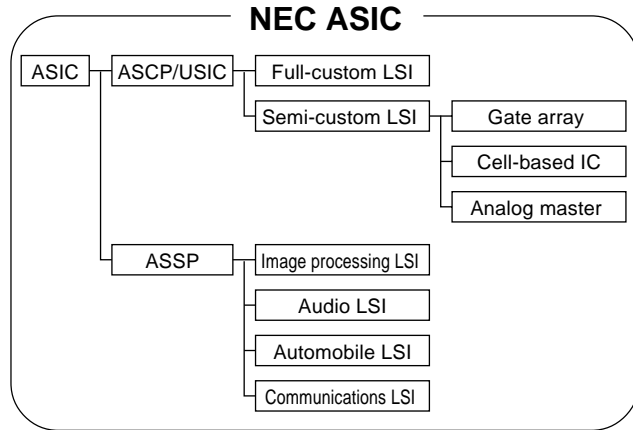 NEC ASIC
ASIC
ASCP/USIC
Full-custom LSI
Semi-custom LSI
Gate array
Cell-based IC
Analog master
ASSP
Image processing LSI
Audio LSI
Automobile LSI
Communications LSI